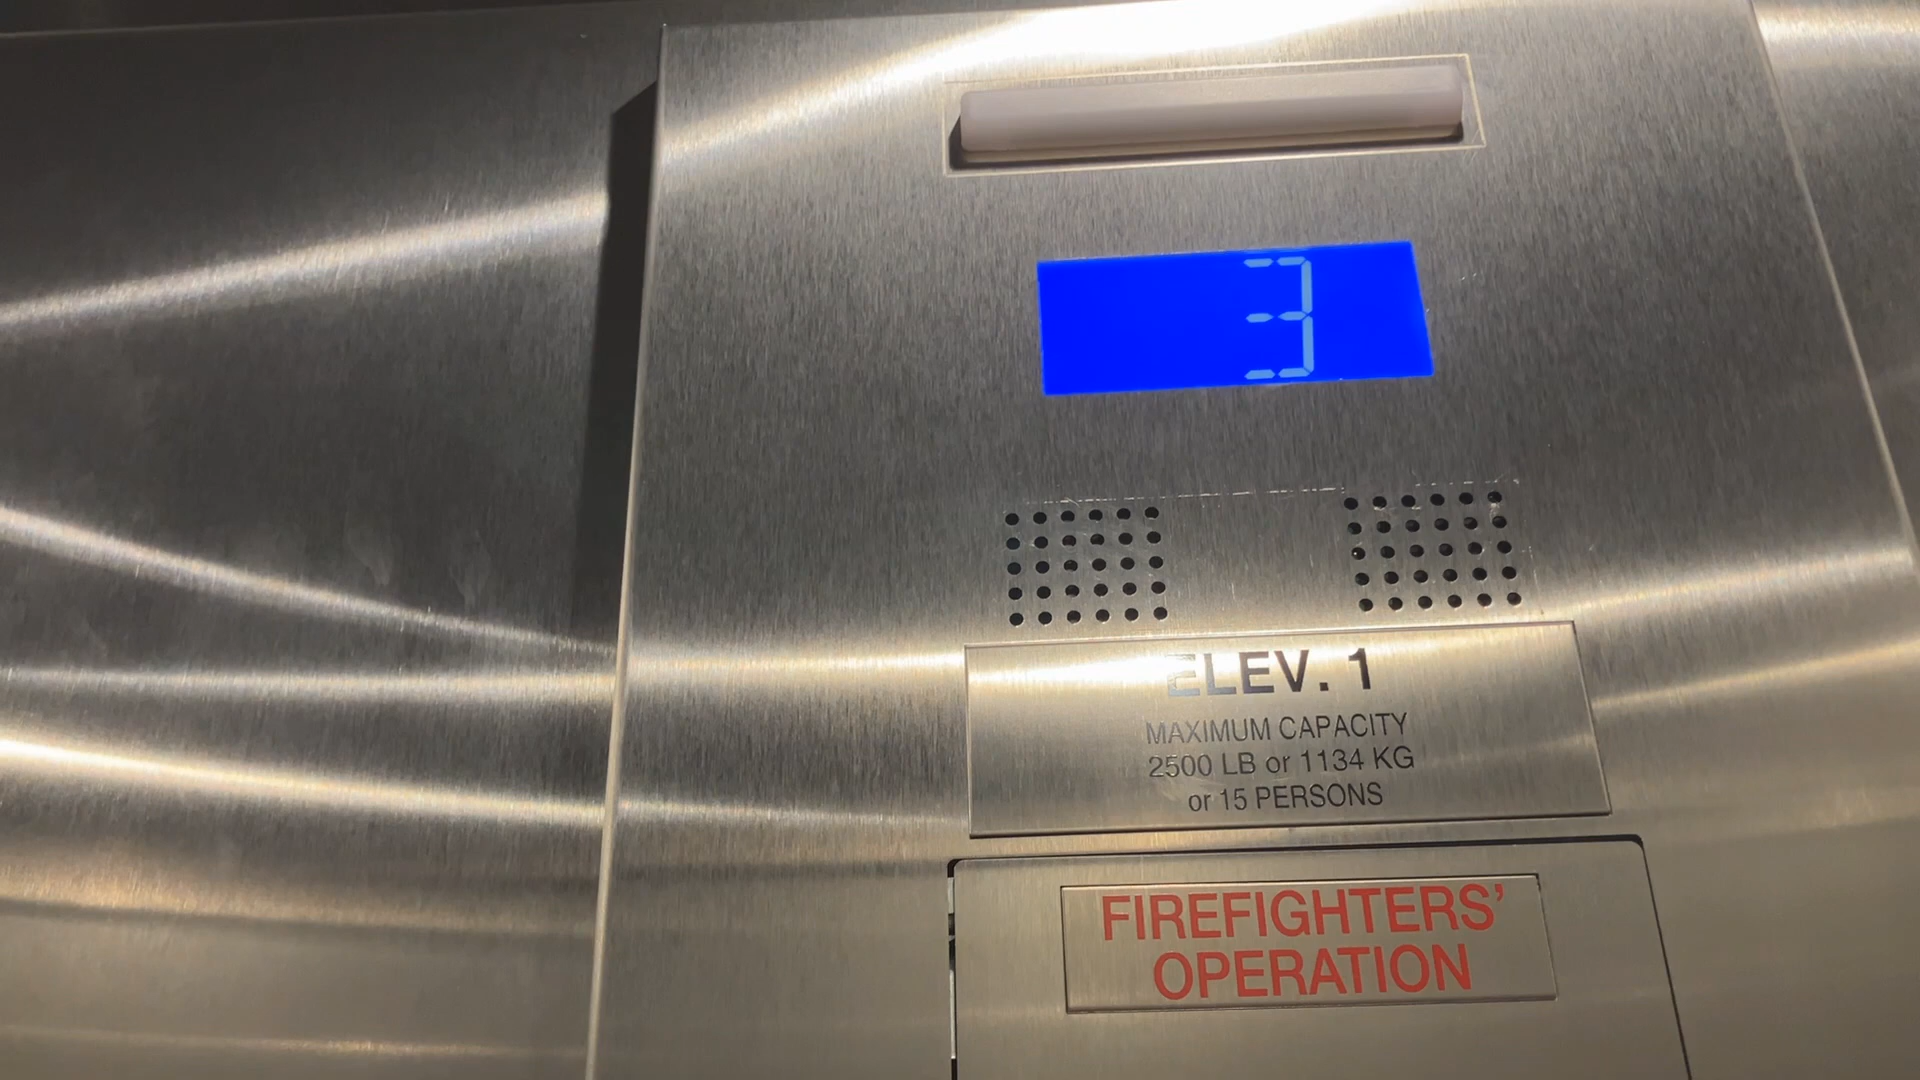 3
ELEV. 1
MAXIMUM CAPACITY
2500 LB or 1134 KG
or 15 PERSONS
FIREFIGHTERS’
OPERATION